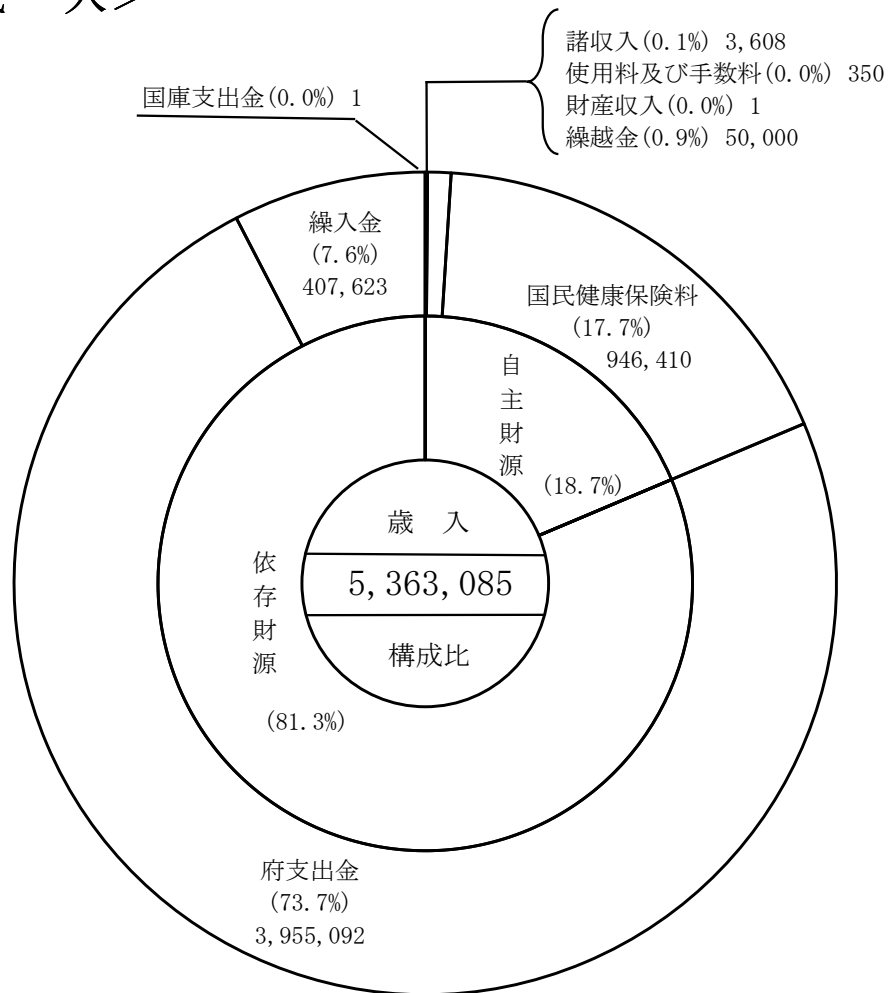 諸収入(0.1%) 3,608
使用料及び手数料(0.0%) 350
財産収入(0.0%) 1
繰越金(0.9%) 50,000
国庫支出金(0.0%) 1
繰入金
(7.6%)
407,623
国民健康保険料
(17.7%)
946,410
自主財源
(18.7%)
歳 入
5,363,085
構成比
依存財源
(81.3%)
府支出金
(73.7%)
3,955,092